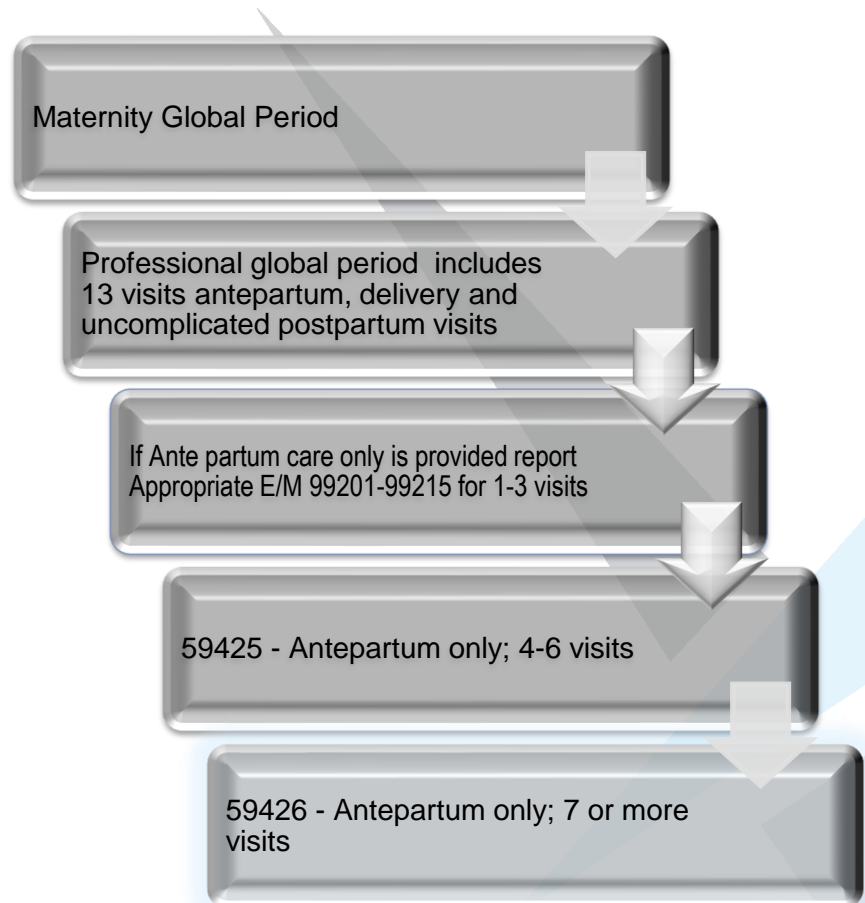 Maternity Global Period
Professional global period includes
13 visits antepartum, delivery and
uncomplicated postpartum visits
If Ante partum care only is provided report
Appropriate E/M 99201-99215 for 1-3 visits
59425 - Antepartum only; 4-6 visits
59426 - Antepartum only; 7 or more
visits